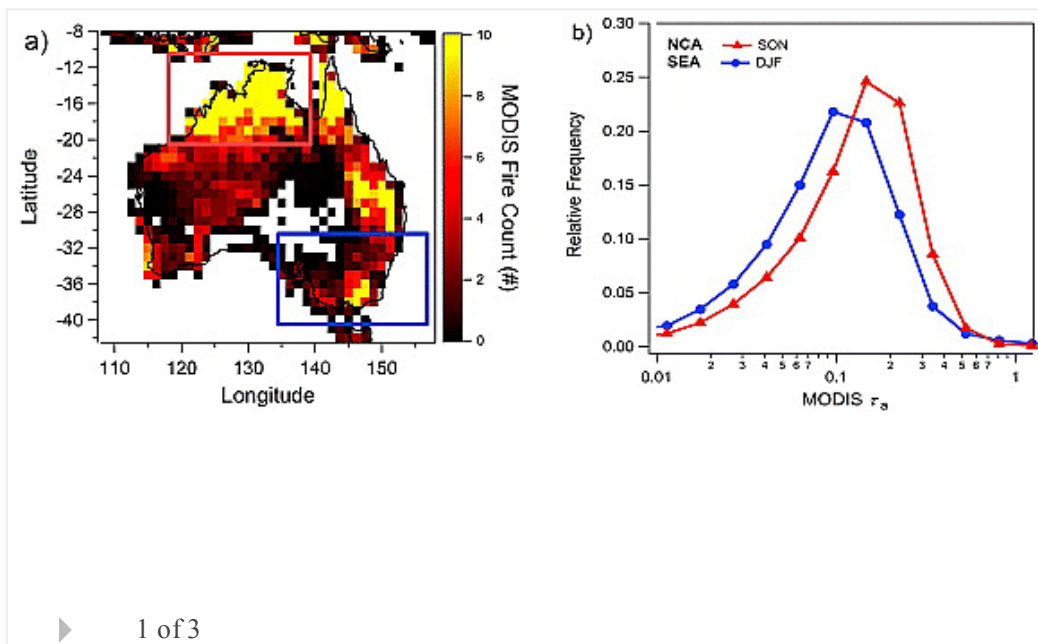 a)
-8
-12
-16
-20
-24
-28
-32
-36
-40
Latitude
110 120 130 140 150
Longitude
10
8
6
4
2
0
MODIS Fire Count (#)
b)
NCA SON
SEA DJF
0.30
0.25
0.20
0.15
0.10
0.05
0.00
Relative Frequency
0.01 2 3 4 5 6 7 0.1 2 3 4 5 6 7 1
MODIS τa
1 of 3